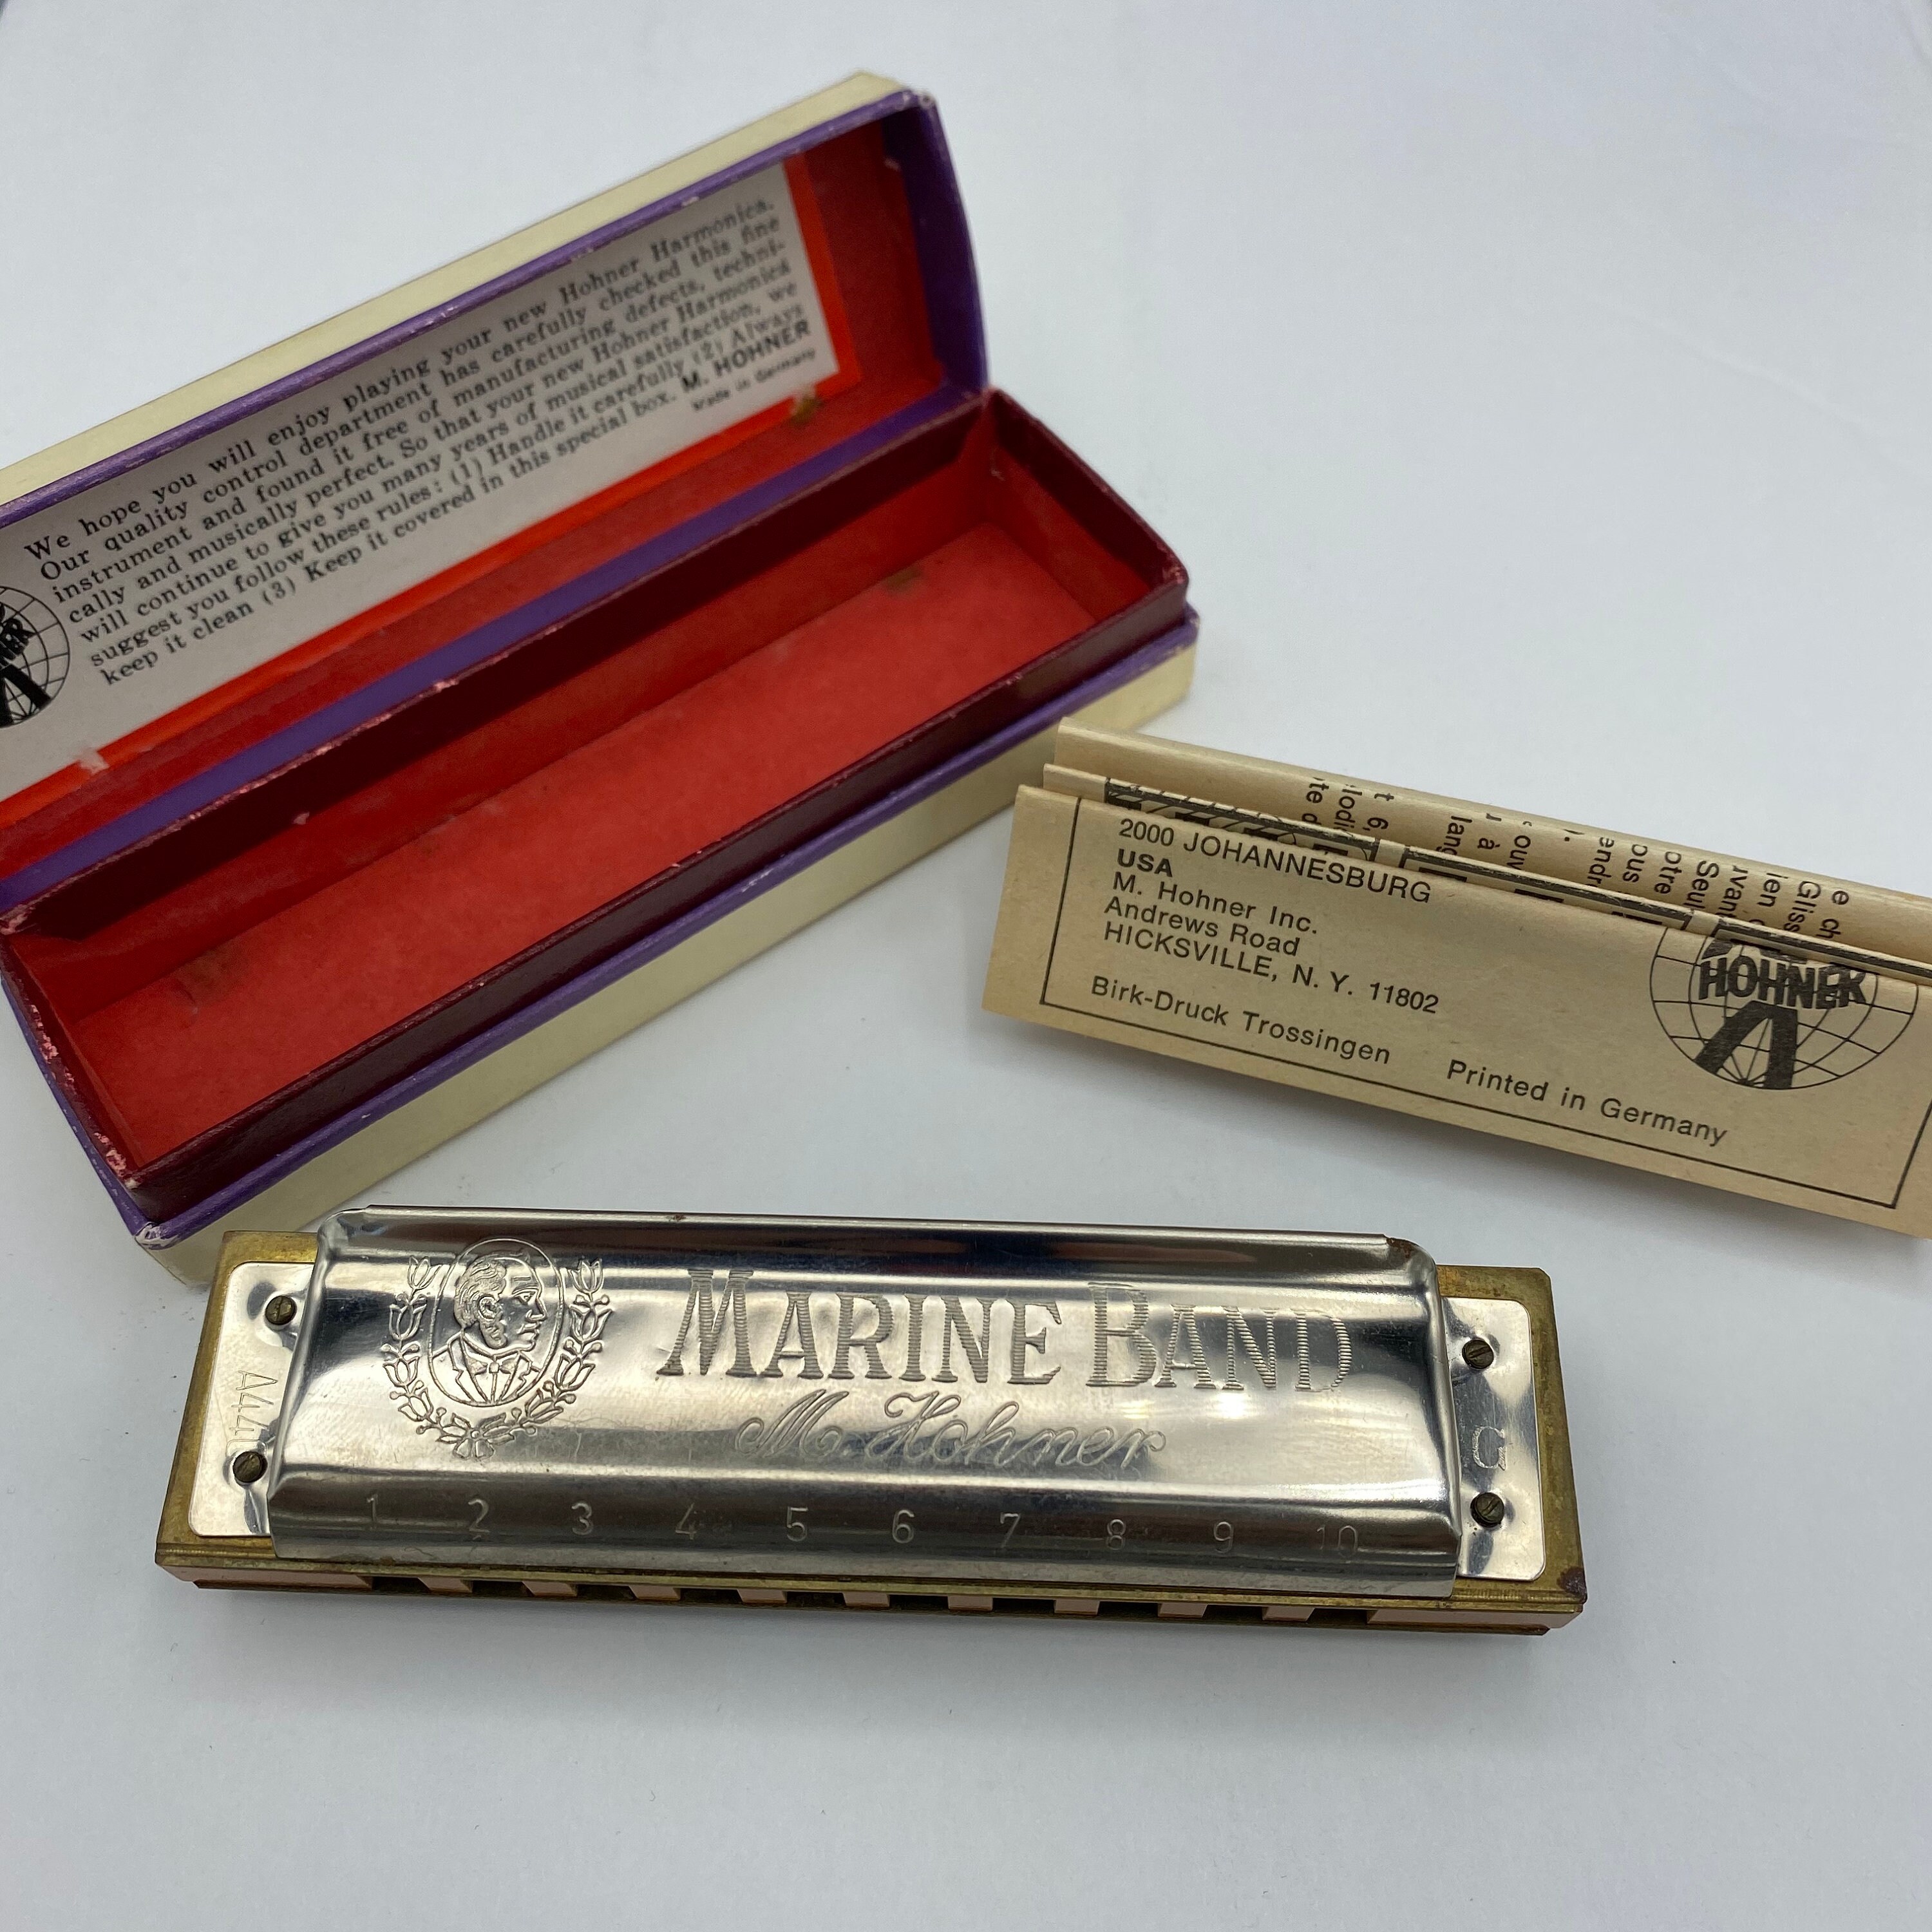 We hope you will enjoy playing your new Hohner Harmonica.
Our quality control department has carefully checked this fine
instrument and found it free of manufacturing defects, techni-
cally and musically perfect. So that your new Hohner Harmonica
will continue to give you many years of musical satisfaction, we
suggest you follow these rules: (1) Handle it carefully (2) Always
keep it clean (3) Keep it covered in this special box. M. HOHNER
Made in Germany
2000 JOHANNESBURG
USA
M. Hohner Inc.
Andrews Road
HICKSVILLE, N. Y. 11802
Birk-Druck Trossingen Printed in Germany
HOHNER
MARINE BAND
M. Hohner
A440
G
1 2 3 4 5 6 7 8 9 10